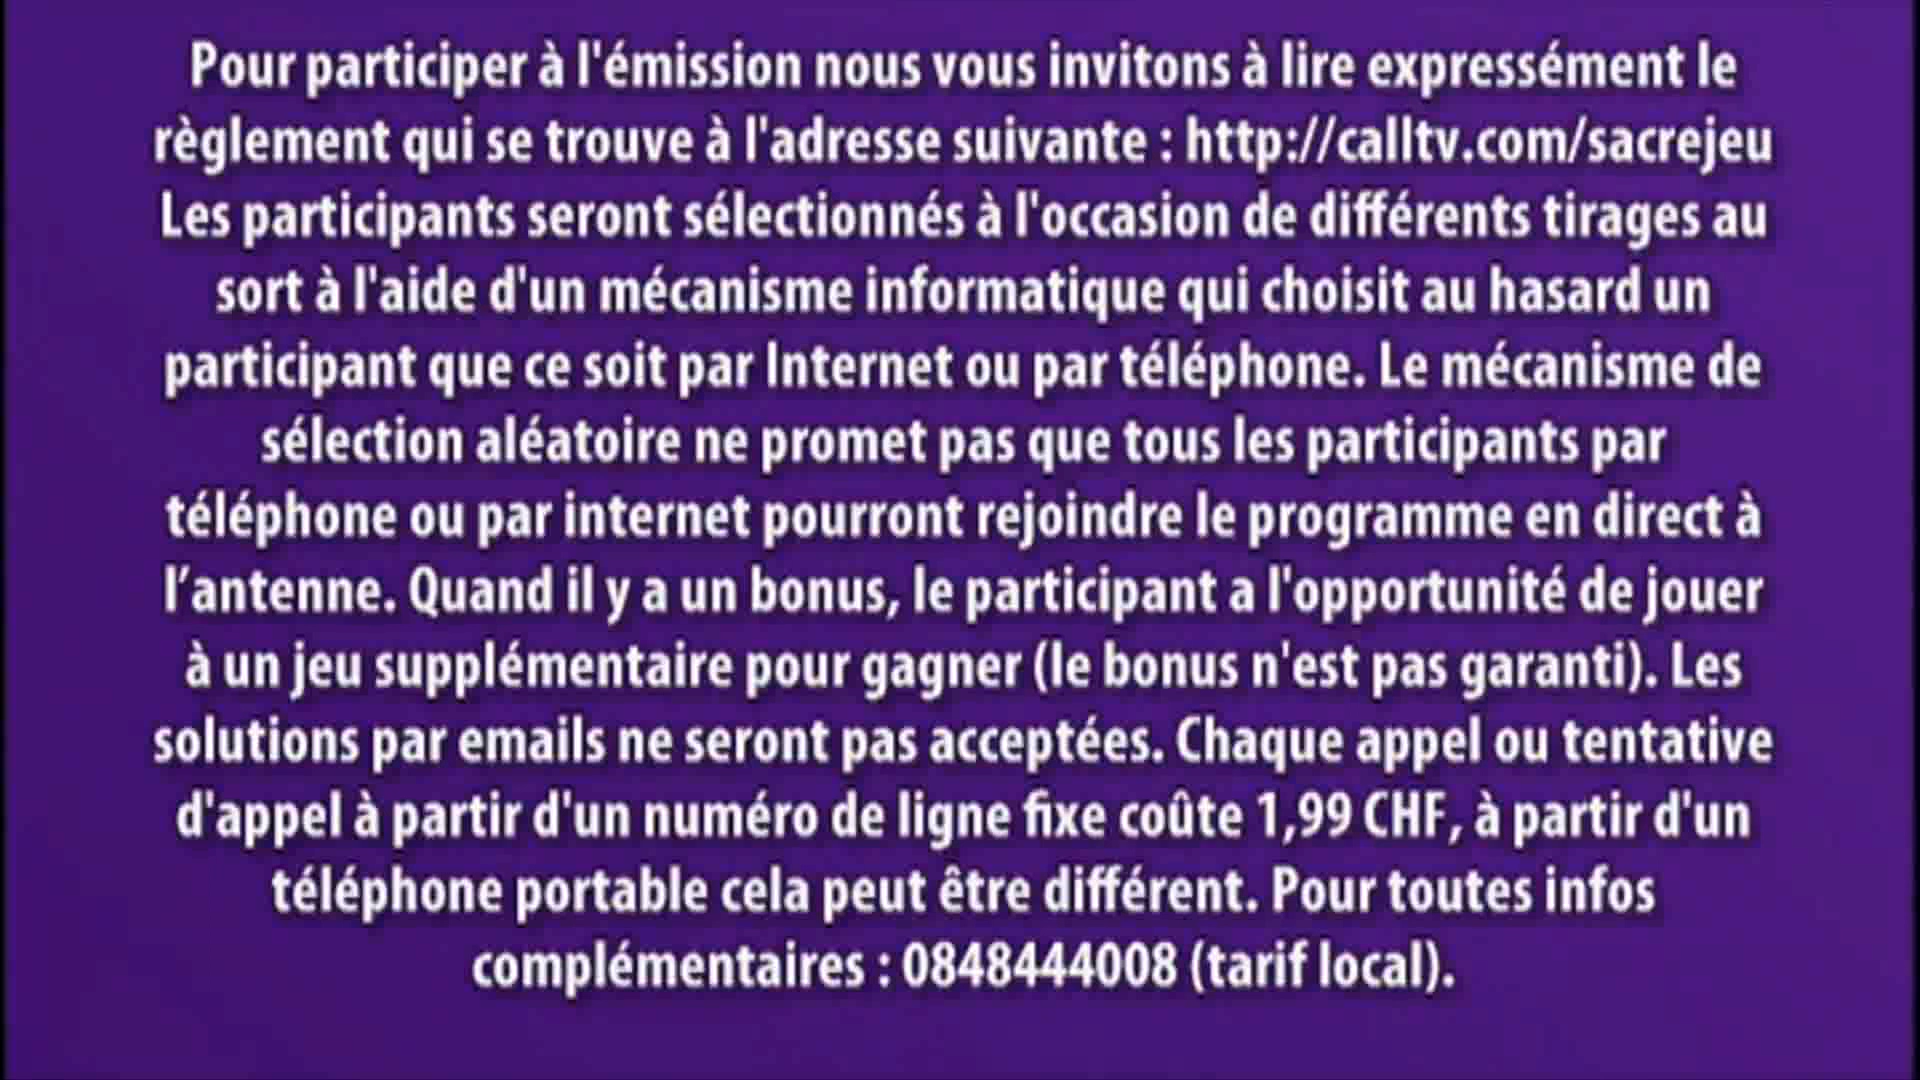 Pour participer à l'émission nous vous invitons à lire expressément le
règlement qui se trouve à l'adresse suivante : http://calltv.com/sacrejeu
Les participants seront sélectionnés à l'occasion de différents tirages au
sort à l'aide d'un mécanisme informatique qui choisit au hasard un
participant que ce soit par Internet ou par téléphone. Le mécanisme de
sélection aléatoire ne promet pas que tous les participants par
téléphone ou par internet pourront rejoindre le programme en direct à
l’antenne. Quand il y a un bonus, le participant a l'opportunité de jouer
à un jeu supplémentaire pour gagner (le bonus n'est pas garanti). Les
solutions par emails ne seront pas acceptées. Chaque appel ou tentative
d'appel à partir d'un numéro de ligne fixe coûte 1,99 CHF, à partir d'un
téléphone portable cela peut être différent. Pour toutes infos
complémentaires : 0848444008 (tarif local).